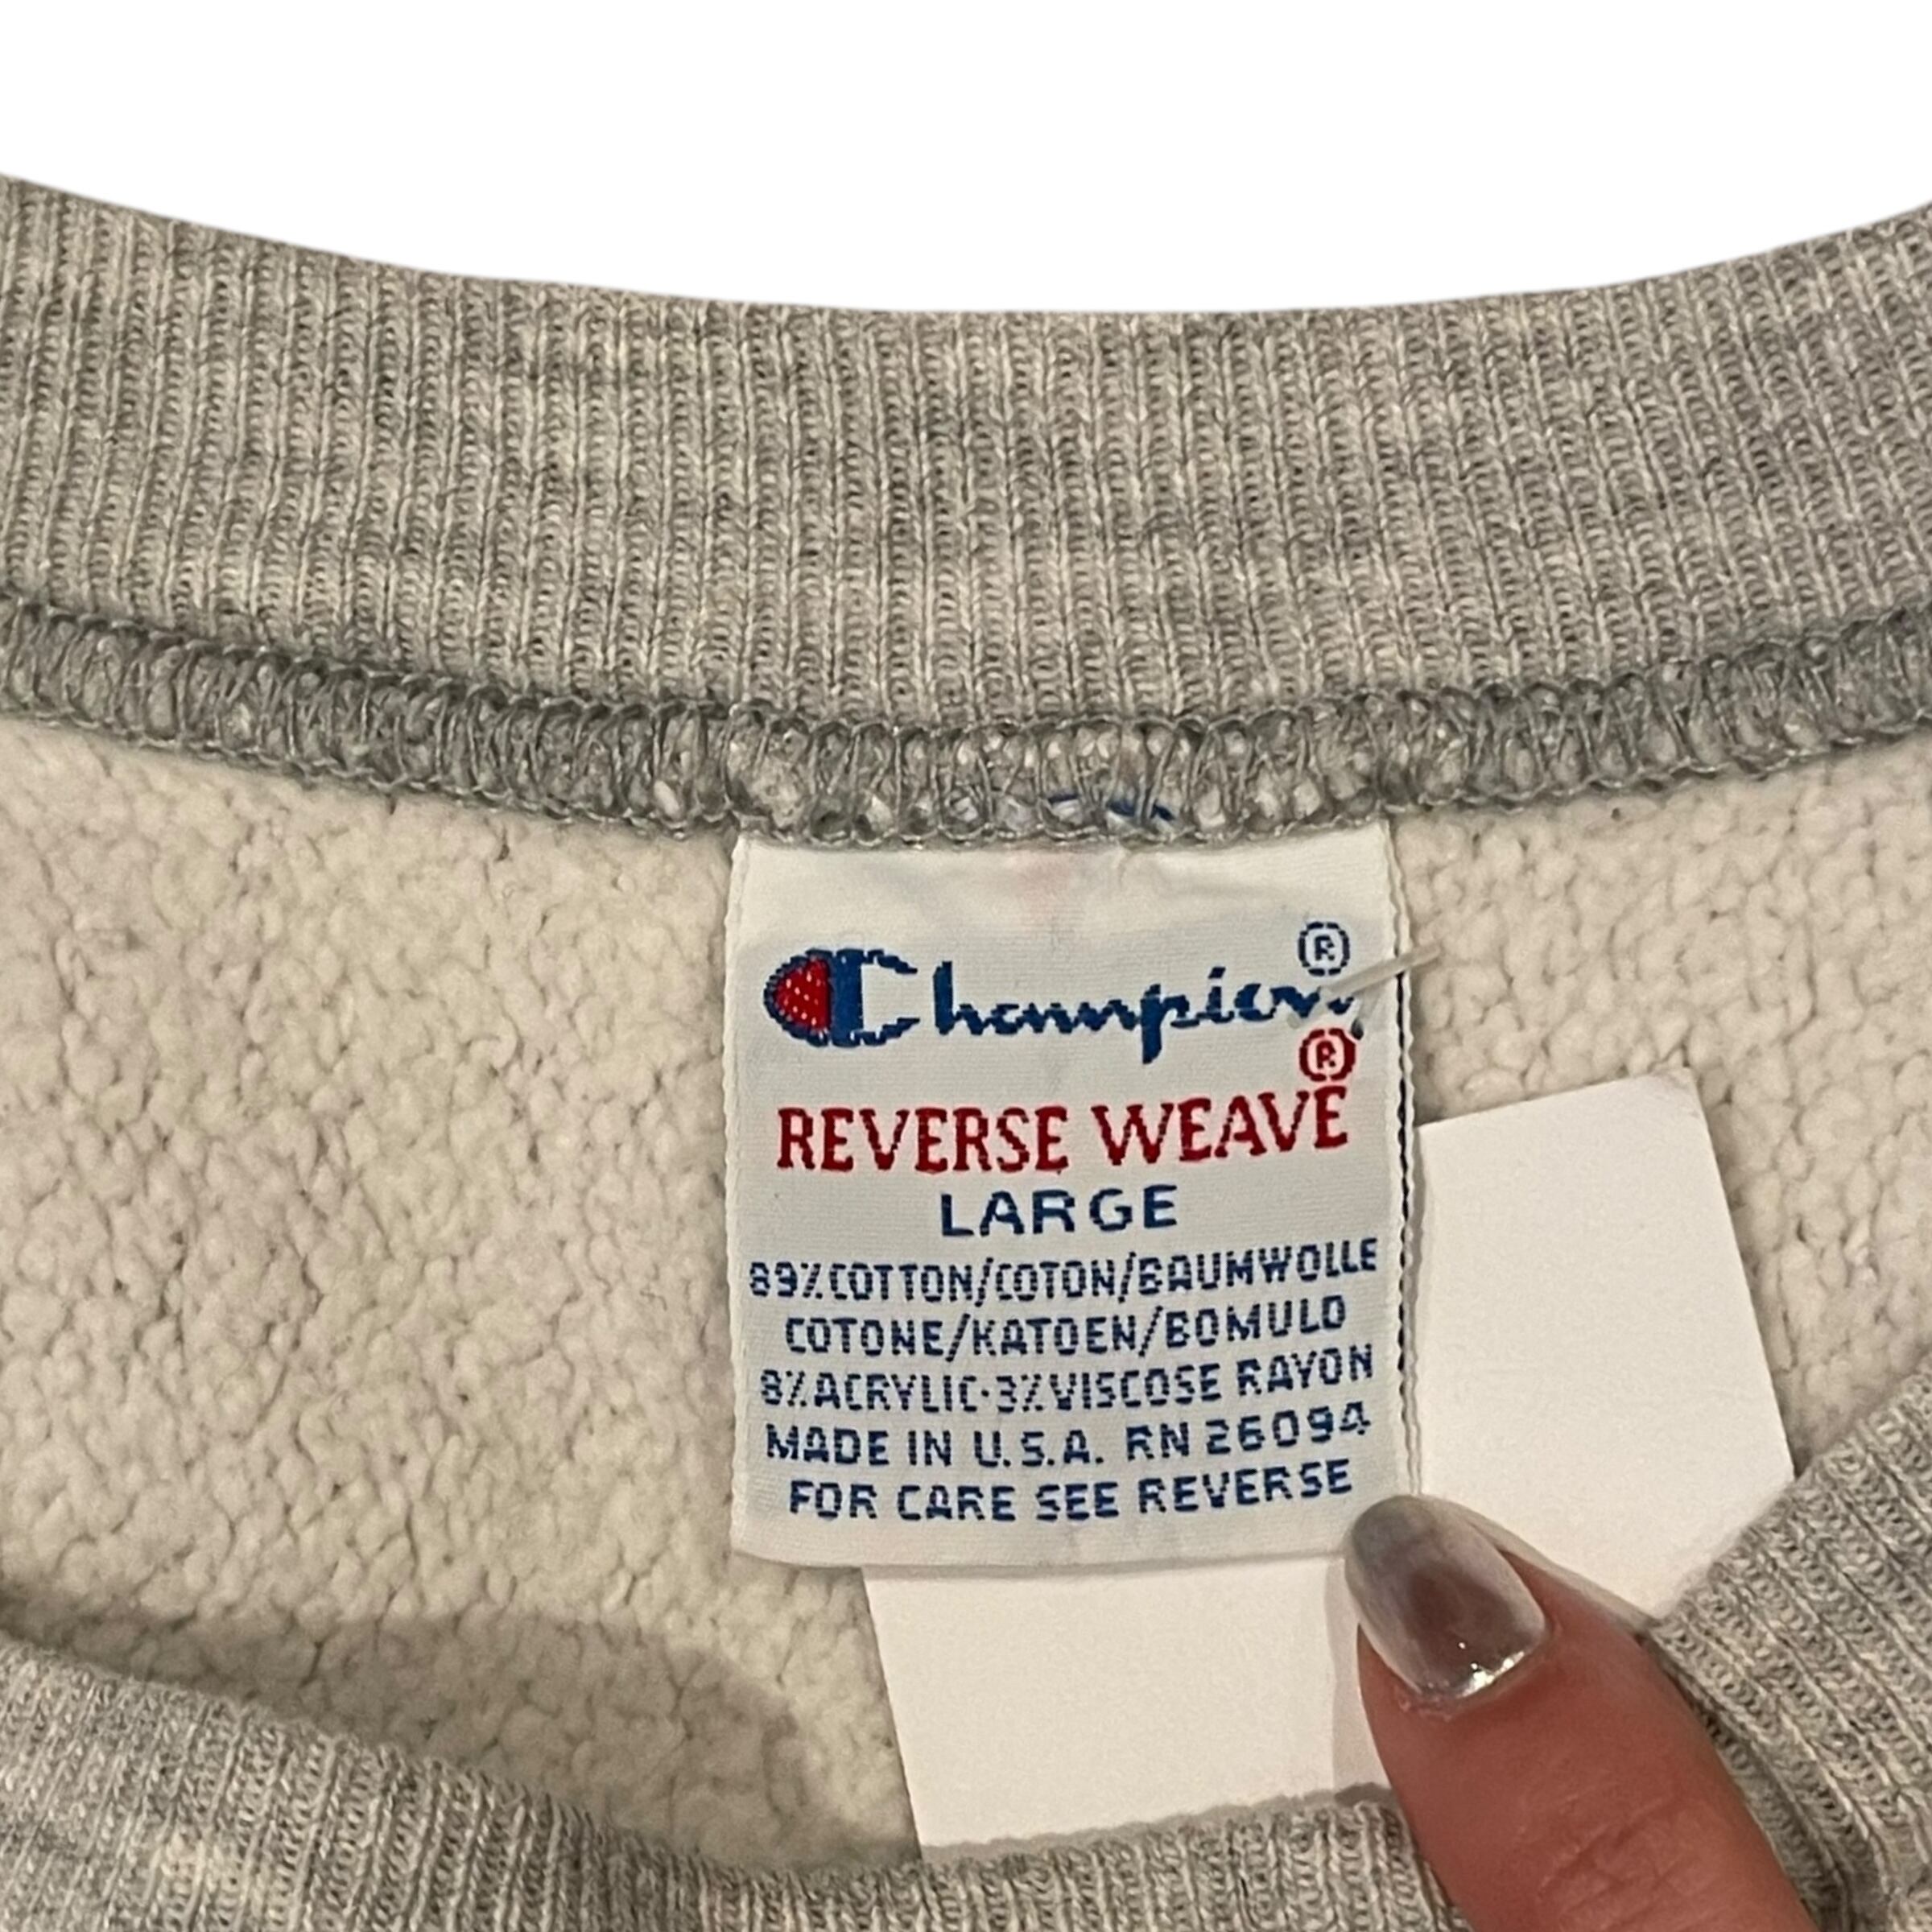 Champion®
REVERSE WEAVE®
LARGE
89% COTTON/COTON/BAUMWOLLE
COTONE/KATOEN/BOMULD
8% ACRYLIC·3% VISCOSE RAYON
MADE IN U.S.A. RN 26094
FOR CARE SEE REVERSE